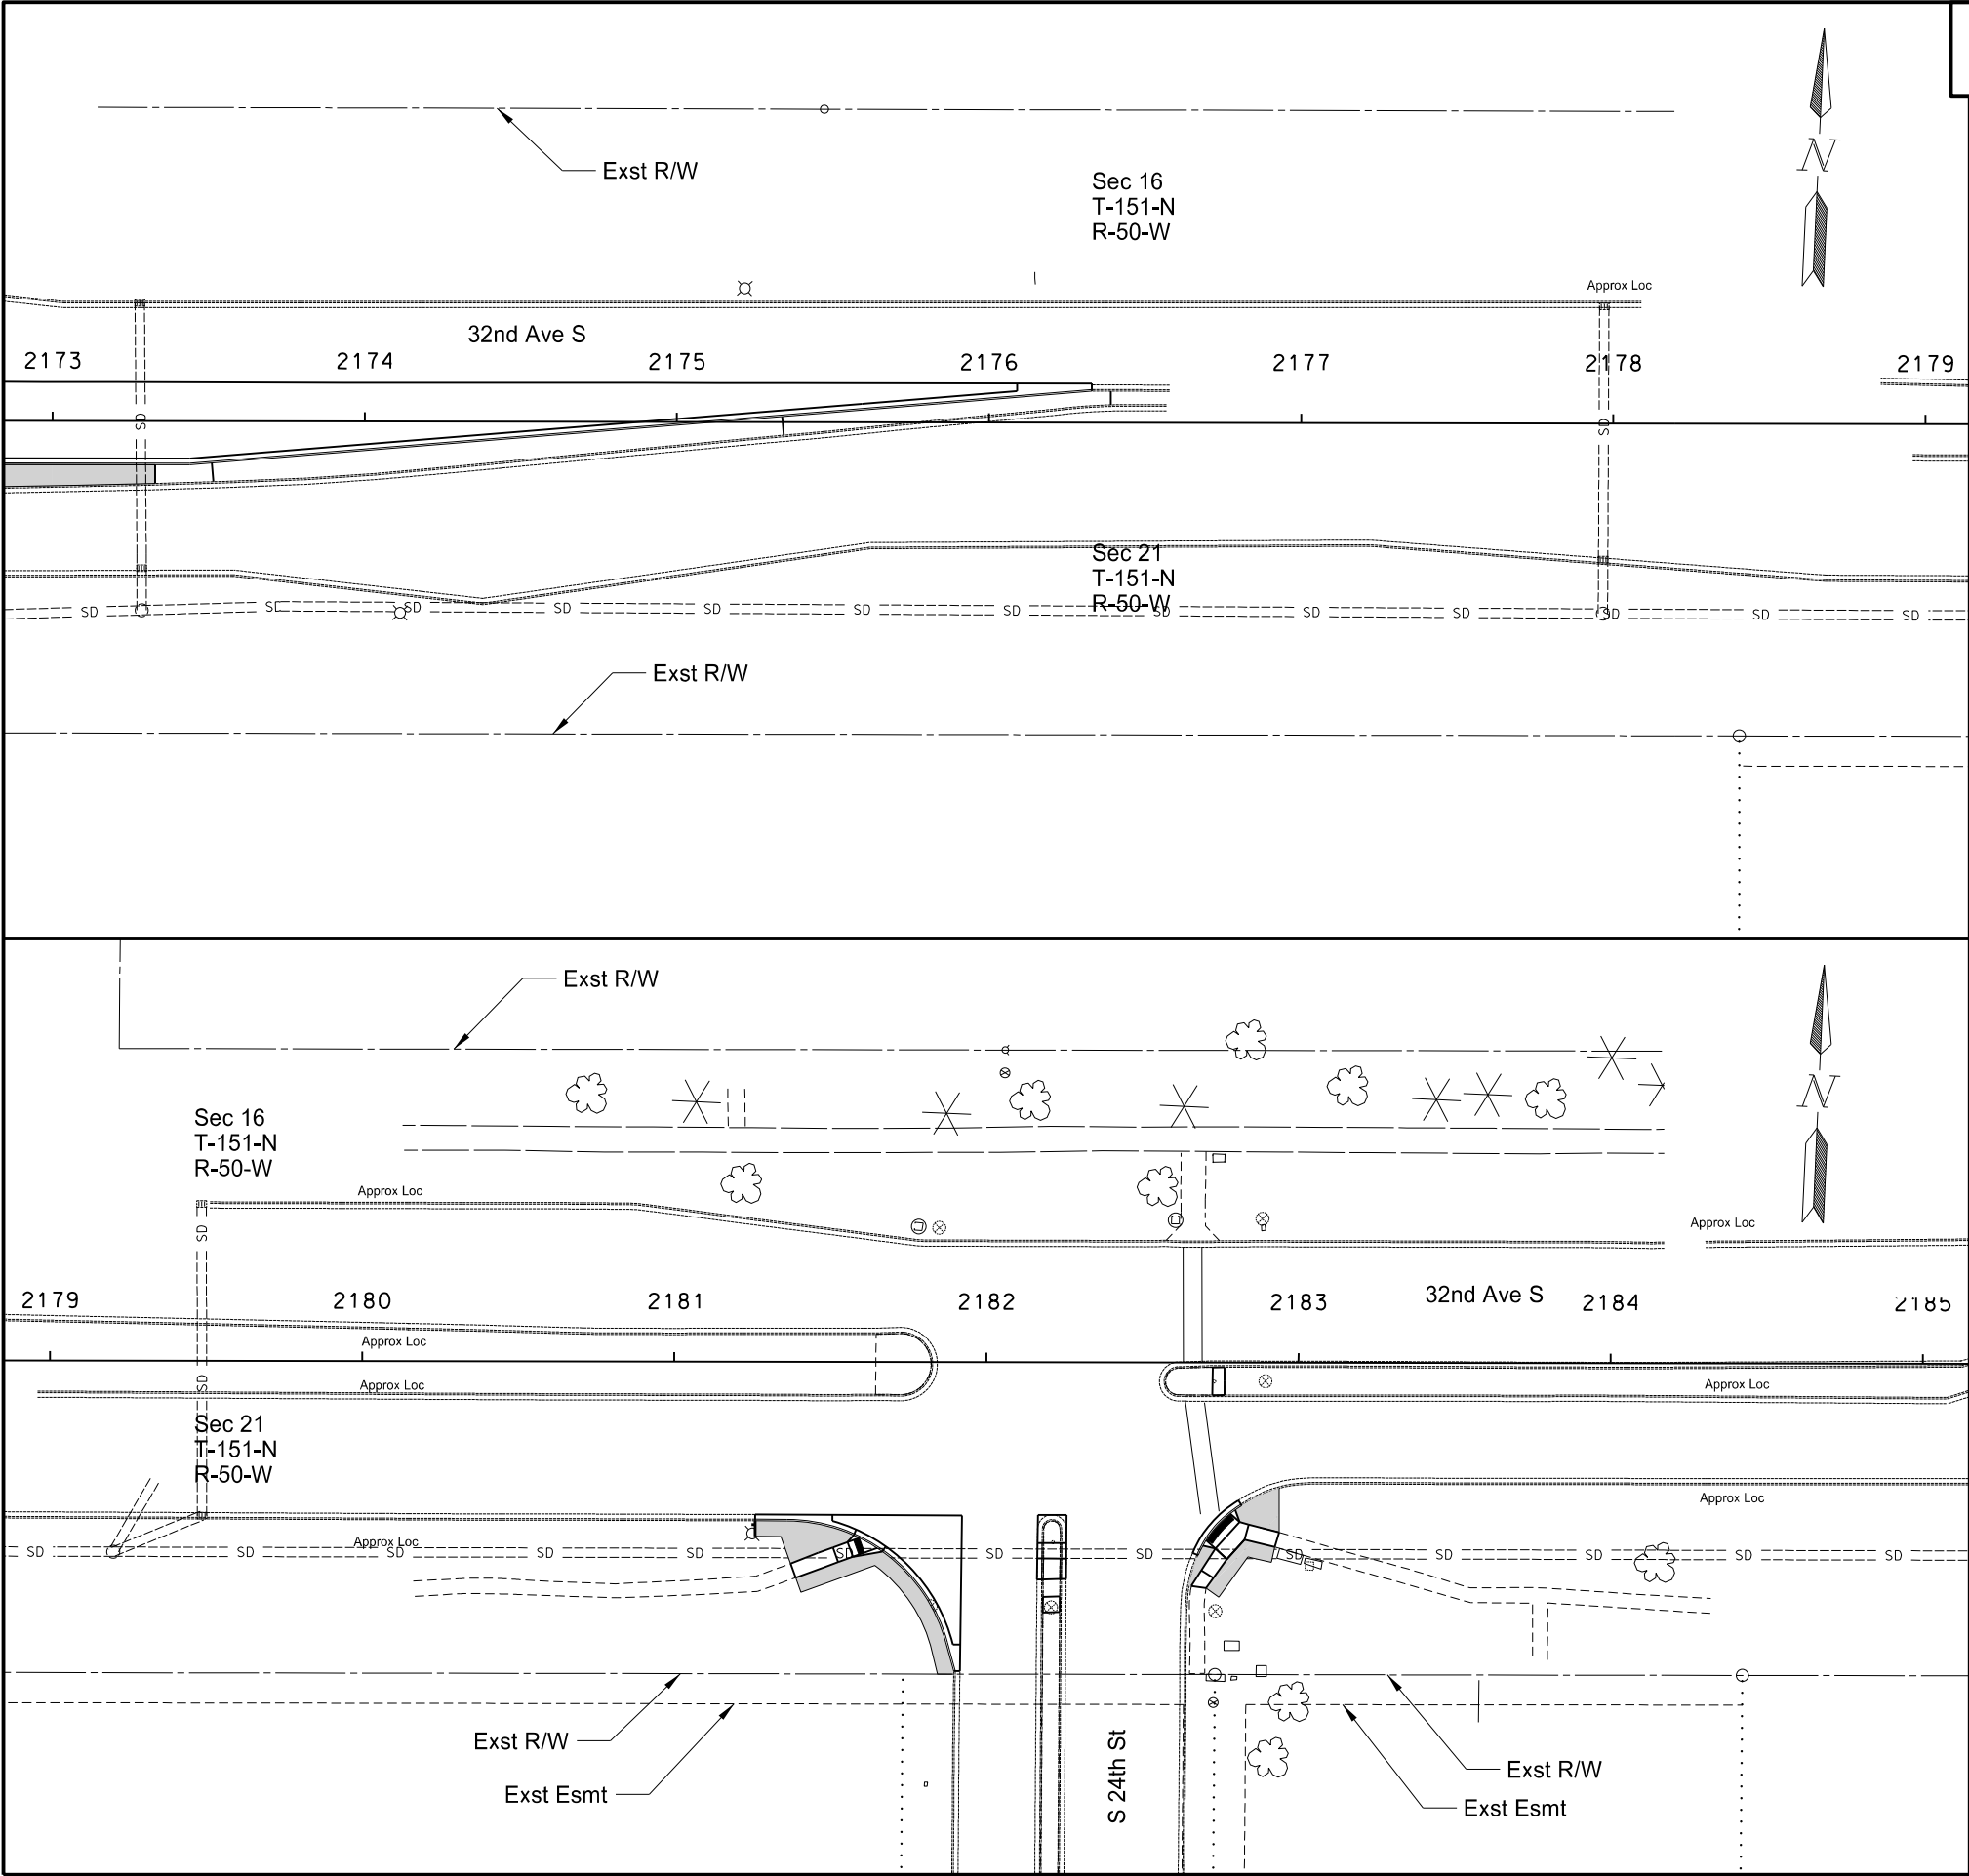 Exst R/W
Sec 16
T-151-N
R-50-W
N
Approx Loc
32nd Ave S
2173 2174 2175 2176 2177 2178 2179
SD
SD
Sec 21
T-151-N
R-50-W
SD SD SD SD SD SD SD SD SD SD SD SD SD
Exst R/W
Exst R/W
N
Sec 16
T-151-N
R-50-W
Approx Loc
Approx Loc
SD
2179 2180 2181 2182 2183 32nd Ave S 2184 2185
Approx Loc
Approx Loc
Approx Loc
SD
Sec 21
T-151-N
R-50-W
Approx Loc
Approx Loc
SD SD SD SD SD SD SD SD SD SD SD SD SD
Exst R/W
Exst Esmt
S 24th St
Exst R/W
Exst Esmt